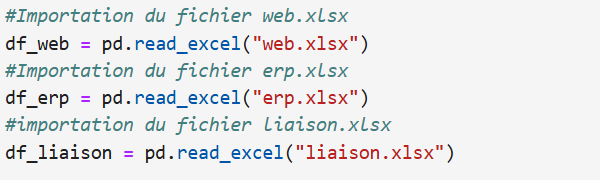 #Importation du fichier web.xlsx
df_web = pd.read_excel("web.xlsx")
#Importation du fichier erp.xlsx
df_erp = pd.read_excel("erp.xlsx")
#importation du fichier liaison.xlsx
df_liaison = pd.read_excel("liaison.xlsx")